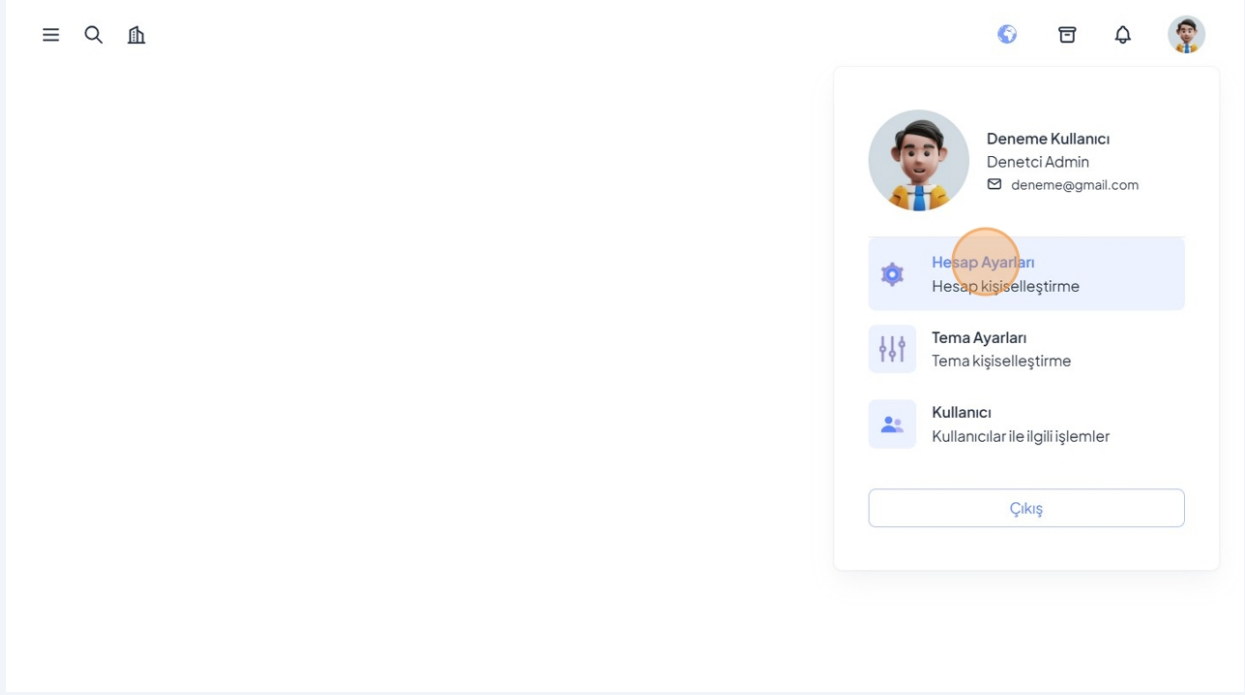 Deneme Kullanıcı
Denetci Admin
deneme@gmail.com
Hesap Ayarları
Hesap kişiselleştirme
Tema Ayarları
Tema kişiselleştirme
Kullanıcı
Kullanıcılar ile ilgili işlemler
Çıkış